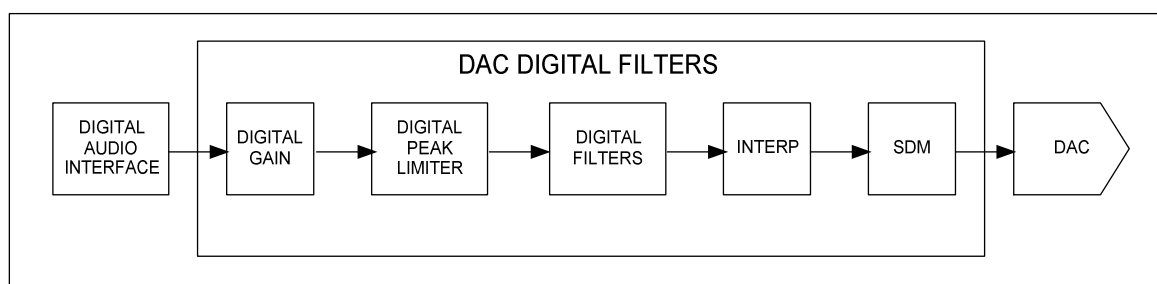 DAC DIGITAL FILTERS
DIGITAL
AUDIO
INTERFACE
DIGITAL
GAIN
DIGITAL
PEAK
LIMITER
DIGITAL
FILTERS
INTERP
SDM
DAC